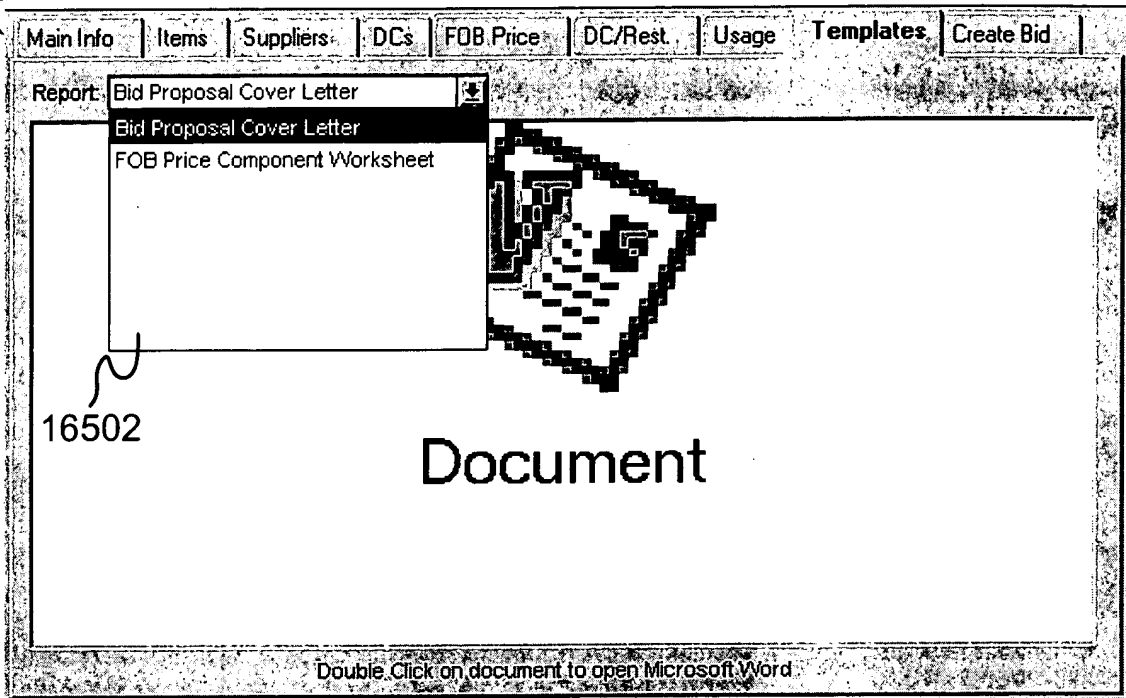 Main Info Items Suppliers DCs FOB Price DC/Rest. Usage Templates Create Bid
Report: Bid Proposal Cover Letter
Bid Proposal Cover Letter
FOB Price Component Worksheet
16502
Document
Double Click on document to open Microsoft Word